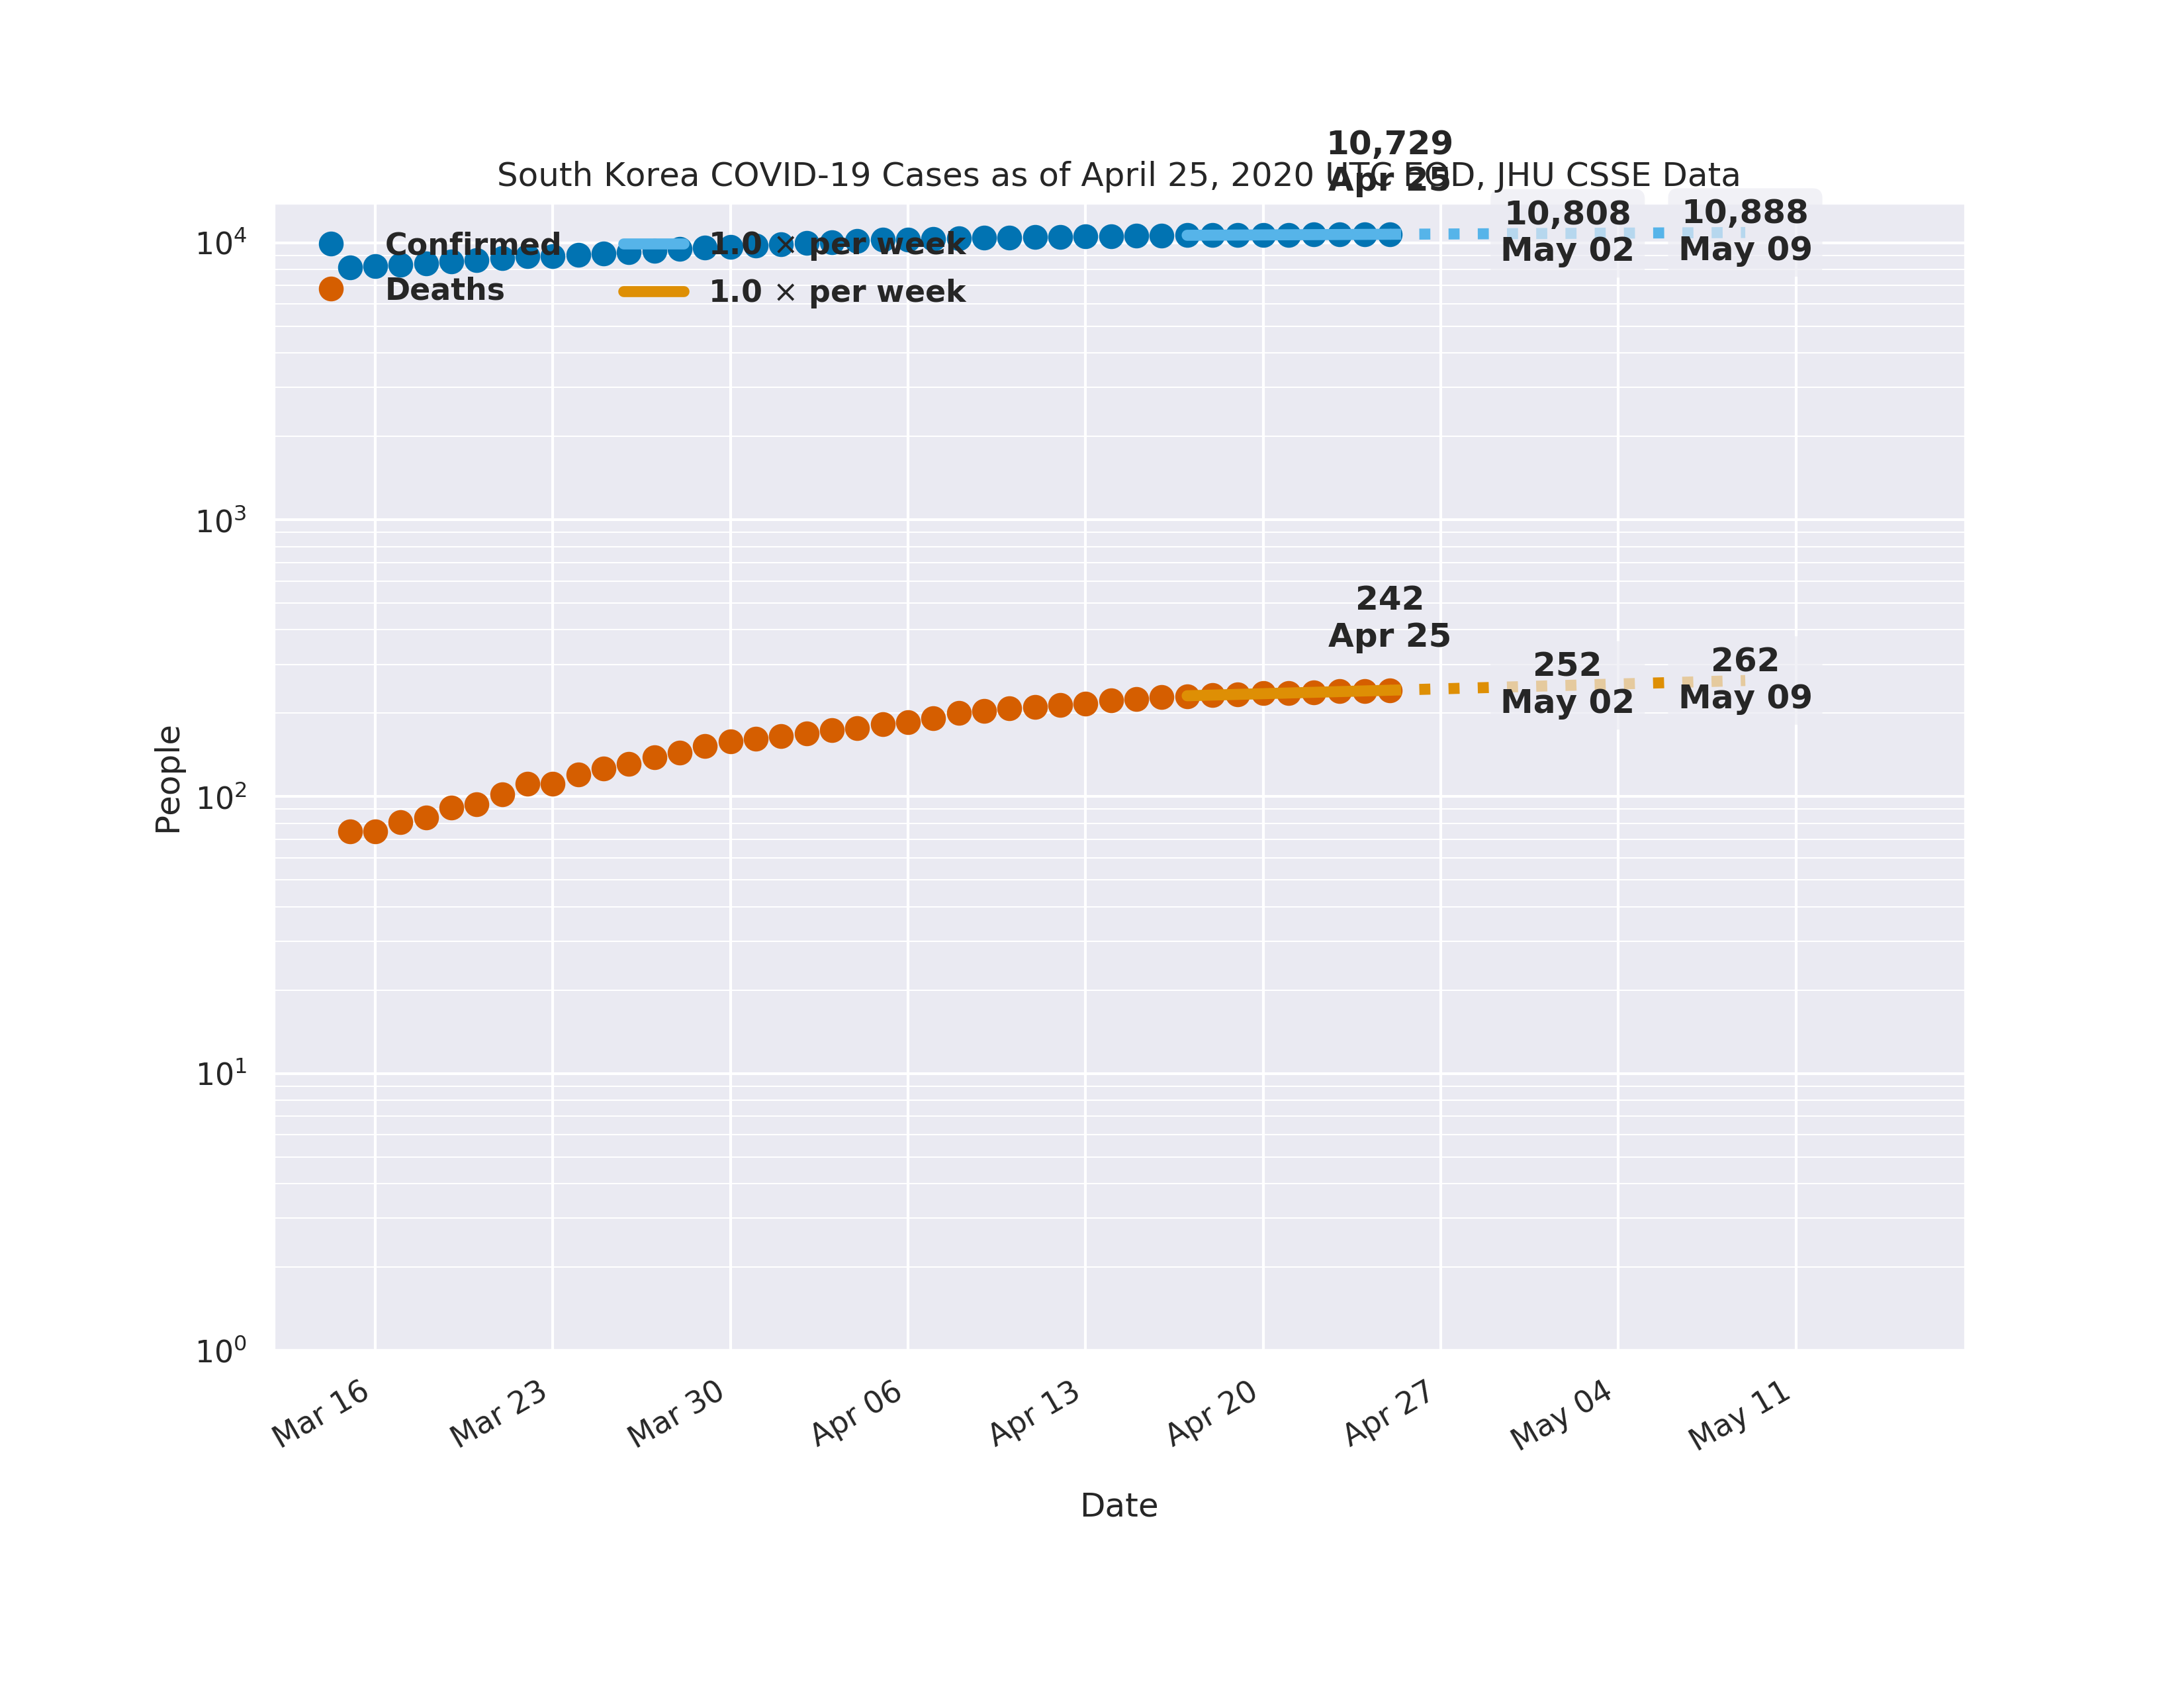 10,729
Apr 25
South Korea COVID-19 Cases as of April 25, 2020 UTC EOD, JHU CSSE Data
10,808
May 02
10,888
May 09
Confirmed
Deaths
1.0 × per week
1.0 × per week
242
Apr 25
252
May 02
262
May 09
People
10⁴
10³
10²
10¹
10⁰
Mar 16
Mar 23
Mar 30
Apr 06
Apr 13
Apr 20
Apr 27
May 04
May 11
Date